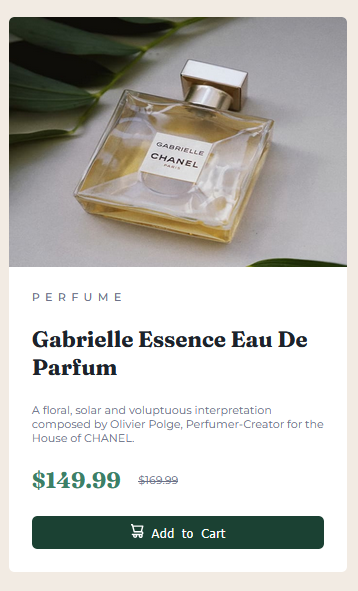 GABRIELLE
CHANEL
PARIS
PERFUME
Gabrielle Essence Eau De
Parfum
A floral, solar and voluptuous interpretation
composed by Olivier Polge, Perfumer-Creator for the
House of CHANEL.
$149.99 $169.99
Add to Cart